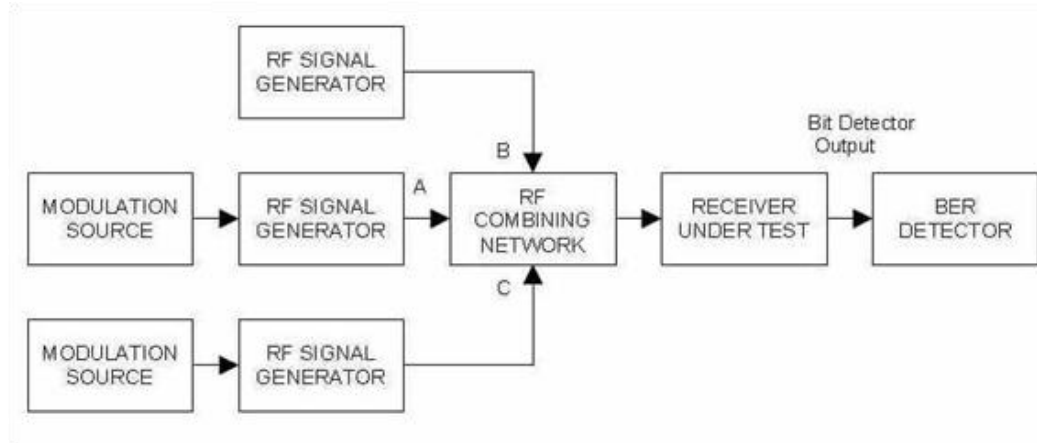 RF SIGNAL
GENERATOR
Bit Detector
Output
B
A
MODULATION
SOURCE
RF SIGNAL
GENERATOR
RF
COMBINING
NETWORK
RECEIVER
UNDER TEST
BER
DETECTOR
C
MODULATION
SOURCE
RF SIGNAL
GENERATOR